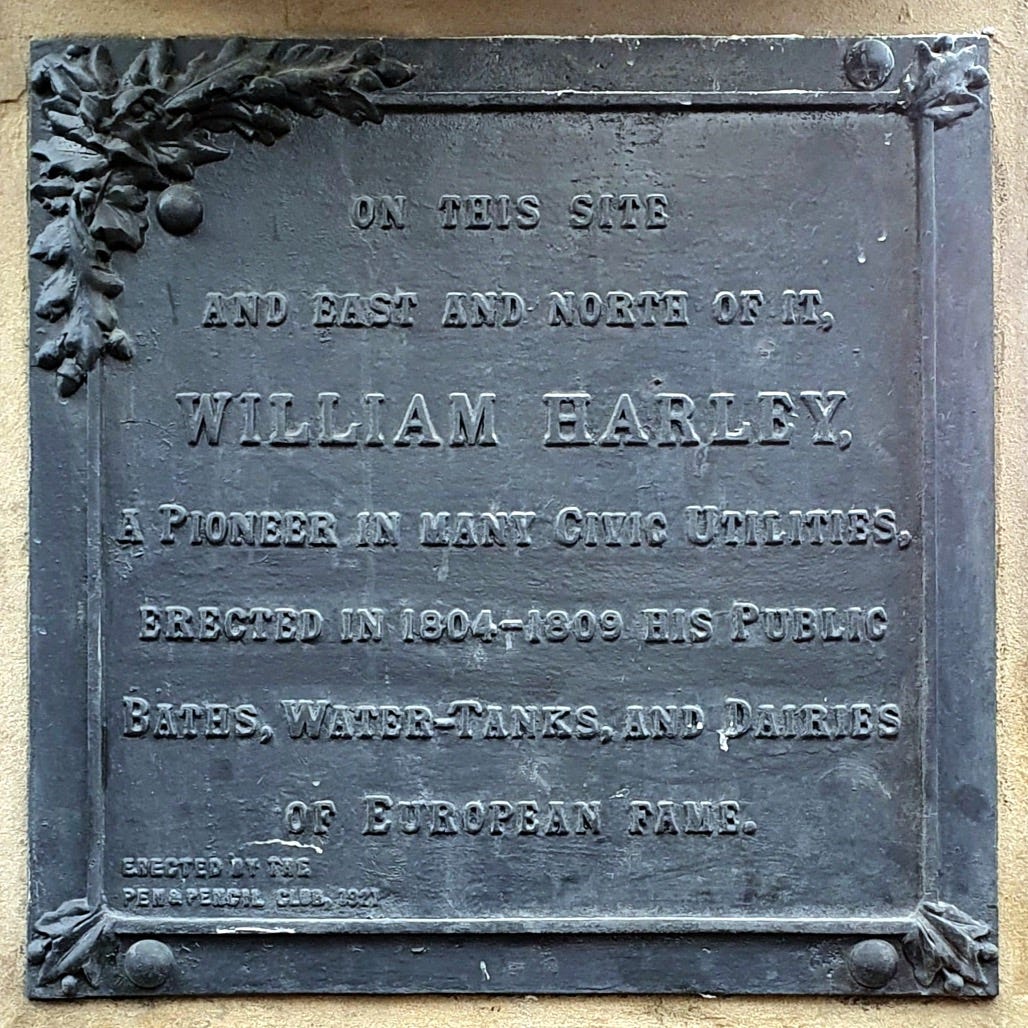 ON THIS SITE
AND EAST AND NORTH OF IT,
WILLIAM HARLEY,
A PIONEER IN MANY CIVIC UTILITIES,
ERECTED IN 1804-1809 HIS PUBLIC
BATHS, WATER-TANKS, AND DAIRIES
OF EUROPEAN FAME.
ERECTED BY THE
PEN & PENCIL CLUB,